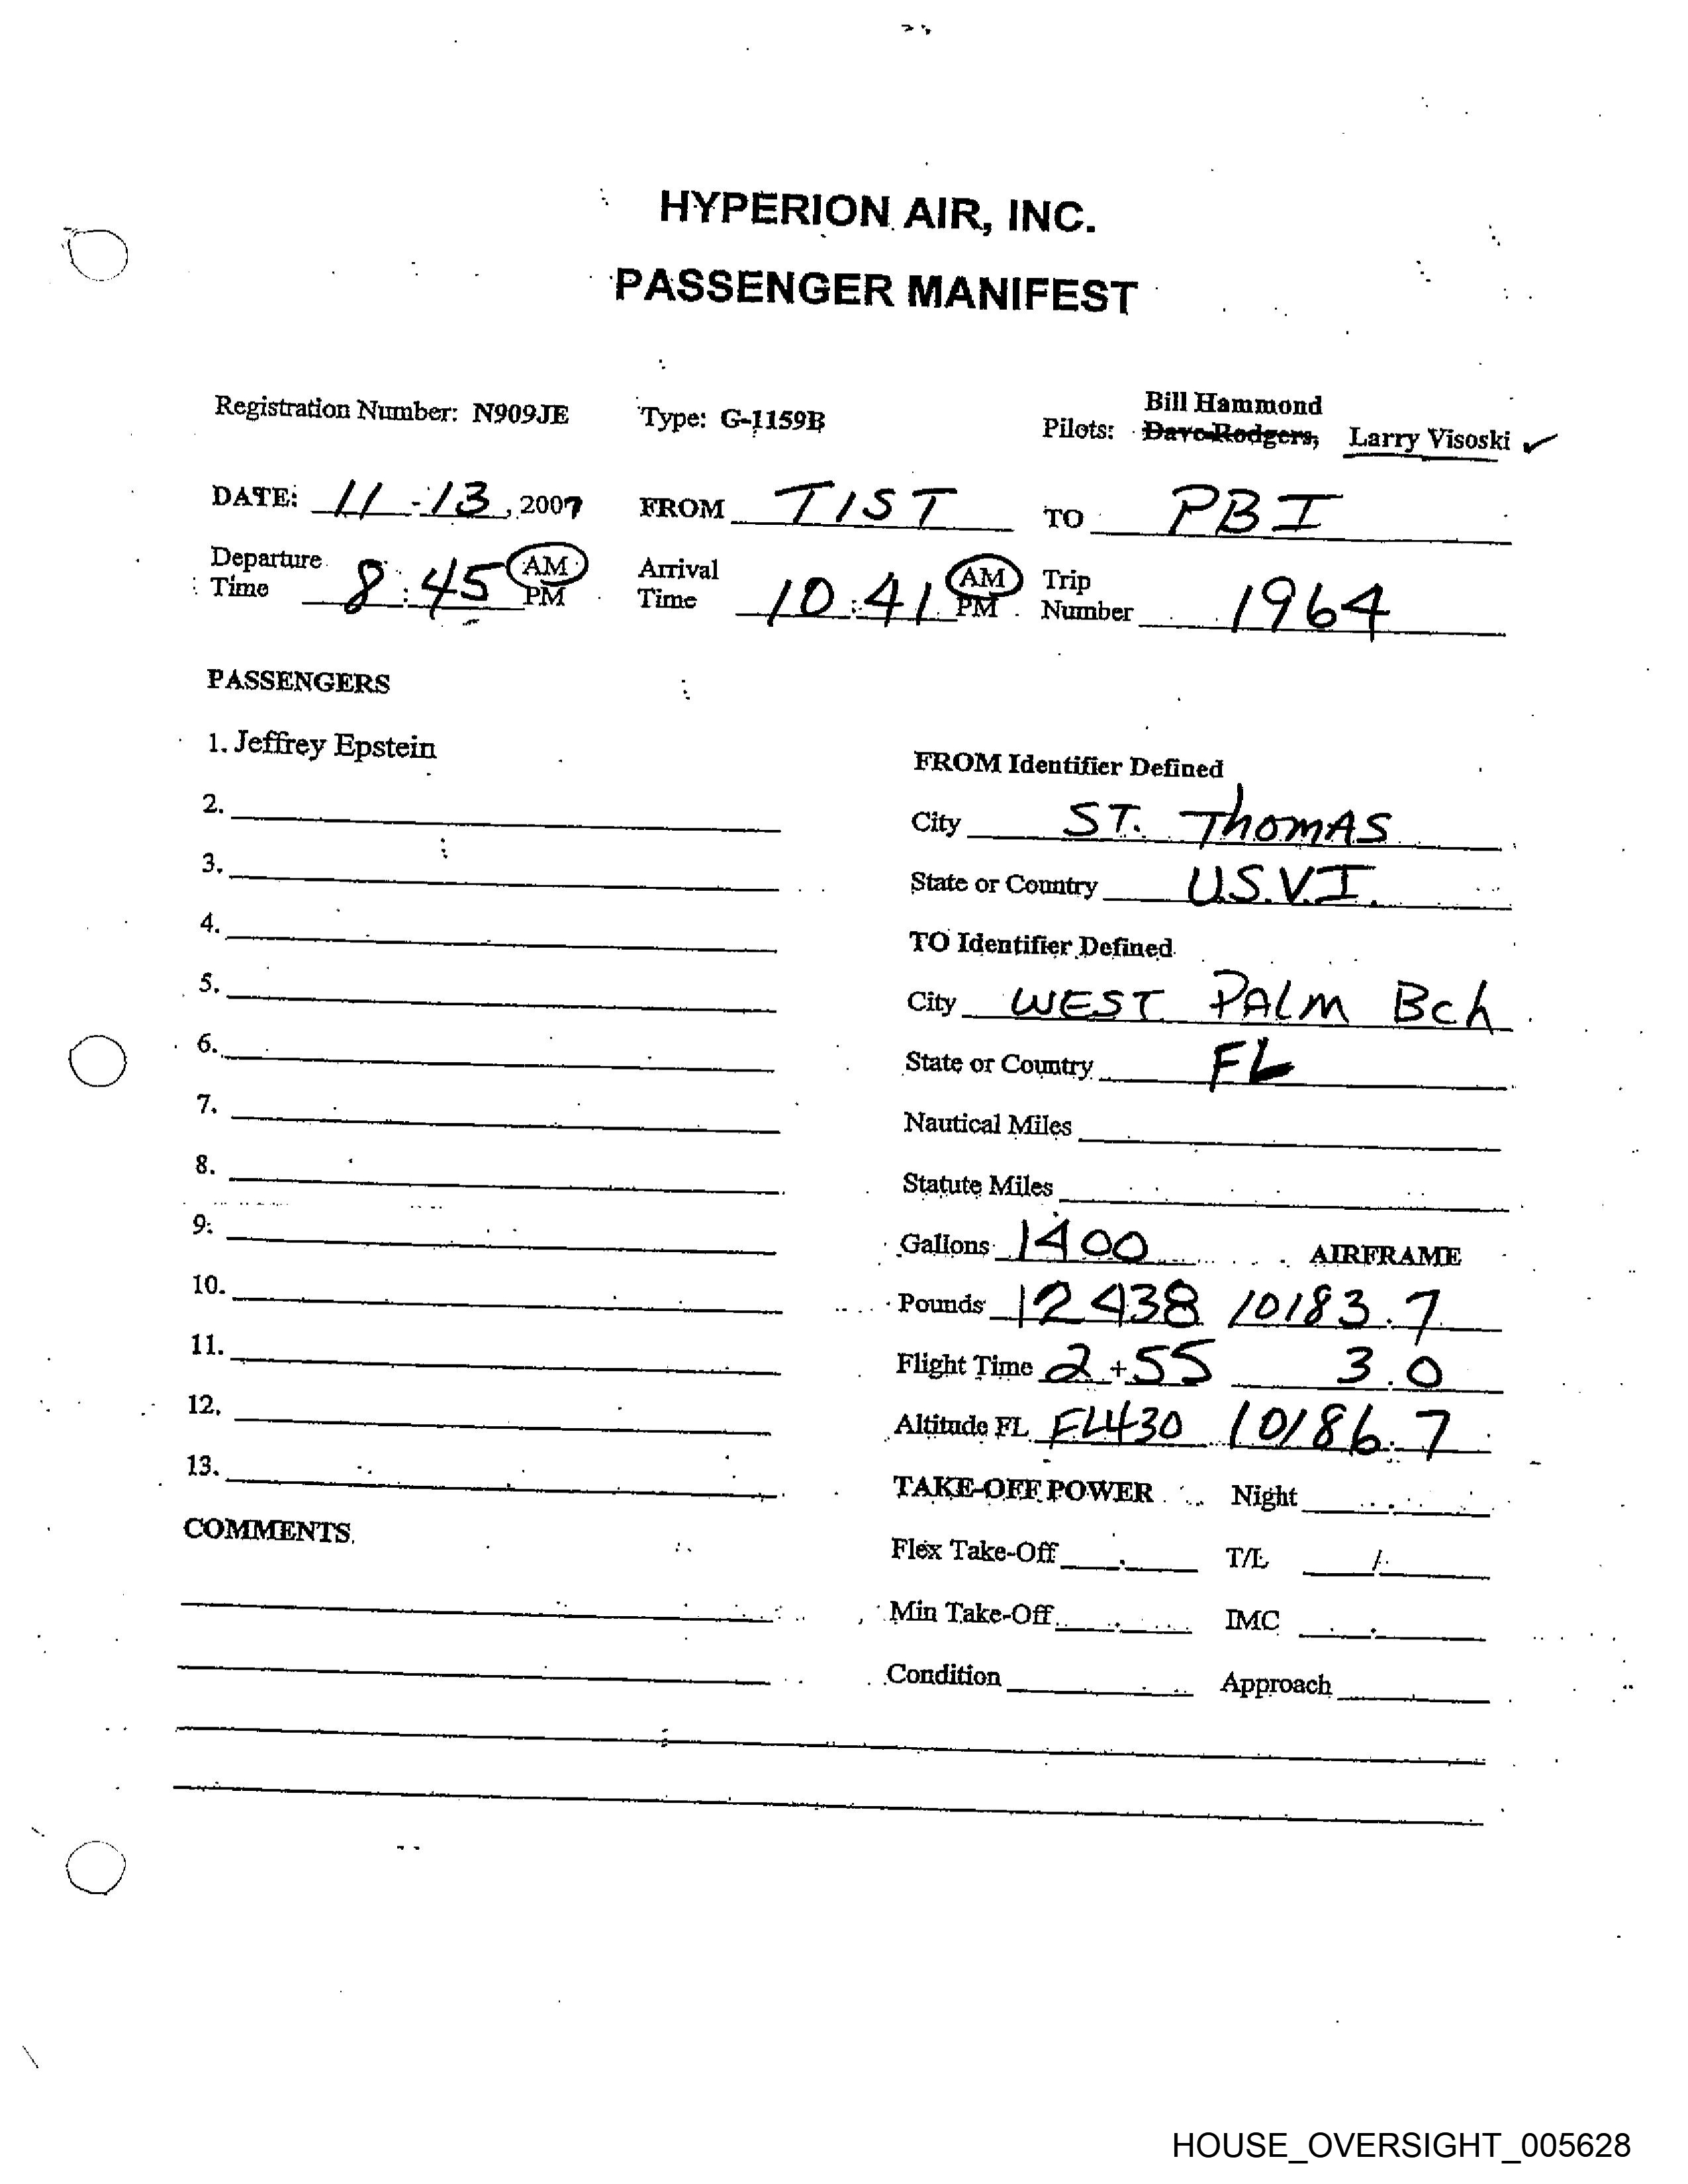 HYPERION AIR, INC.
PASSENGER MANIFEST
Registration Number: N909JE Type: G-1159B Pilots: Bill Hammond
Dave Rodgers, Larry Visoski ✓
DATE: 11-13, 2007 FROM TIST TO PBI
Departure Time 8:45 AM PM Arrival Time 10:41 AM PM Trip Number 1964
PASSENGERS
1. Jeffrey Epstein
FROM Identifier Defined
2.
City ST. ThomAS
3.
State or Country U.S.V.I.
4.
TO Identifier Defined
5.
City WEST PALM Bch
6.
State or Country FL
7.
Nautical Miles
8.
Statute Miles
9.
Gallons 1400 AIRFRAME
10.
Pounds 12438 10183.7
11.
Flight Time 2+55 3.0
12.
Altitude FL FL430 10186.7
13.
TAKE-OFF POWER Night
COMMENTS
Flex Take-Off T/L /
Min Take-Off IMC
Condition Approach
HOUSE_OVERSIGHT_005628